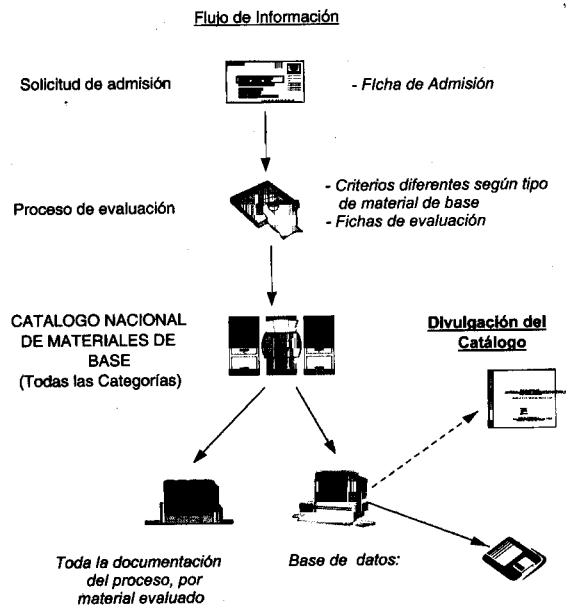 Flujo de Información
Solicitud de admisión
- Ficha de Admisión
Proceso de evaluación
- Criterios diferentes según tipo
de material de base
- Fichas de evaluación
CATALOGO NACIONAL
DE MATERIALES DE
BASE
(Todas las Categorías)
Divulgación del
Catálogo
Toda la documentación
del proceso, por
material evaluado
Base de datos: